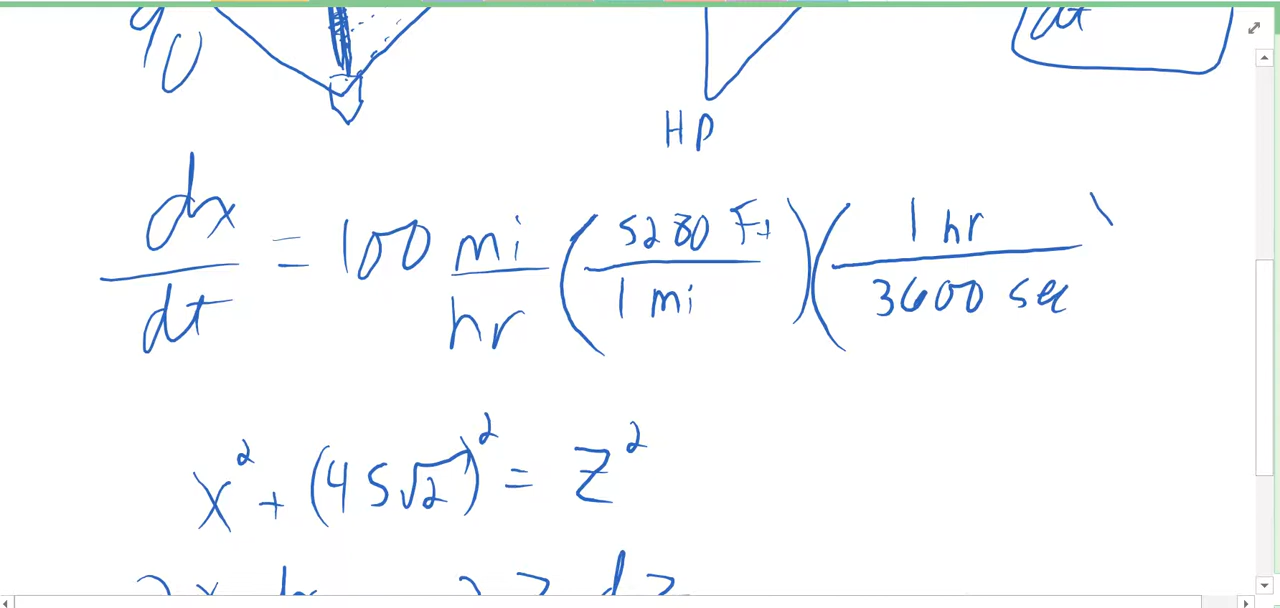 90
dt
HP
dx/dt = 100 mi/hr (5280 Ft/1 mi)(1 hr/3600 sec
x² + (45√2)² = z²